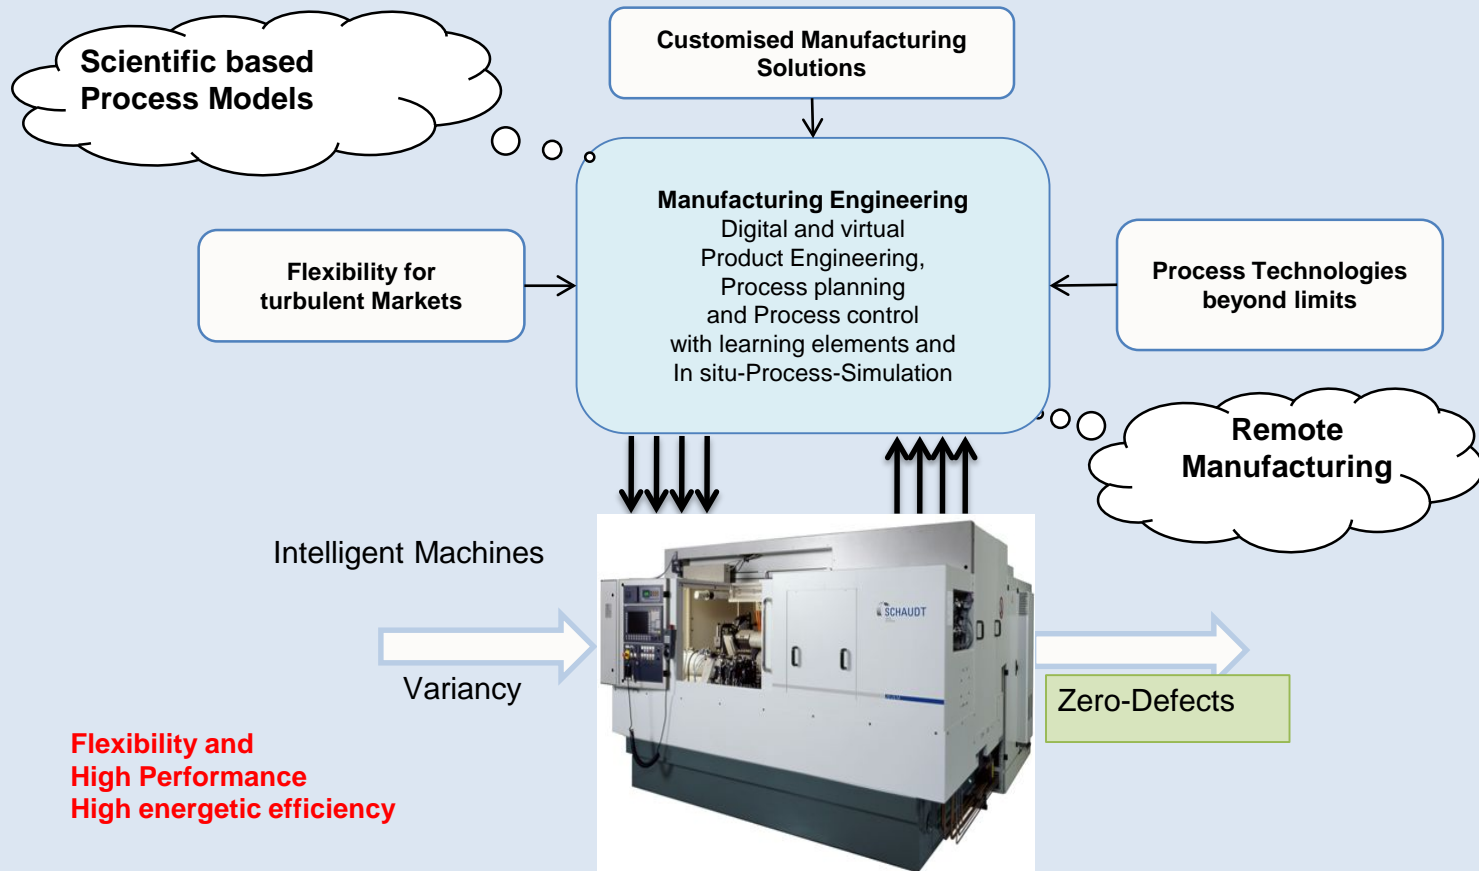 Scientific based
Process Models
Customised Manufacturing
Solutions
Manufacturing Engineering
Digital and virtual
Product Engineering,
Process planning
and Process control
with learning elements and
In situ-Process-Simulation
Flexibility for
turbulent Markets
Process Technologies
beyond limits
Remote
Manufacturing
Intelligent Machines
SCHAUDT
Variancy
Zero-Defects
Flexibility and
High Performance
High energetic efficiency